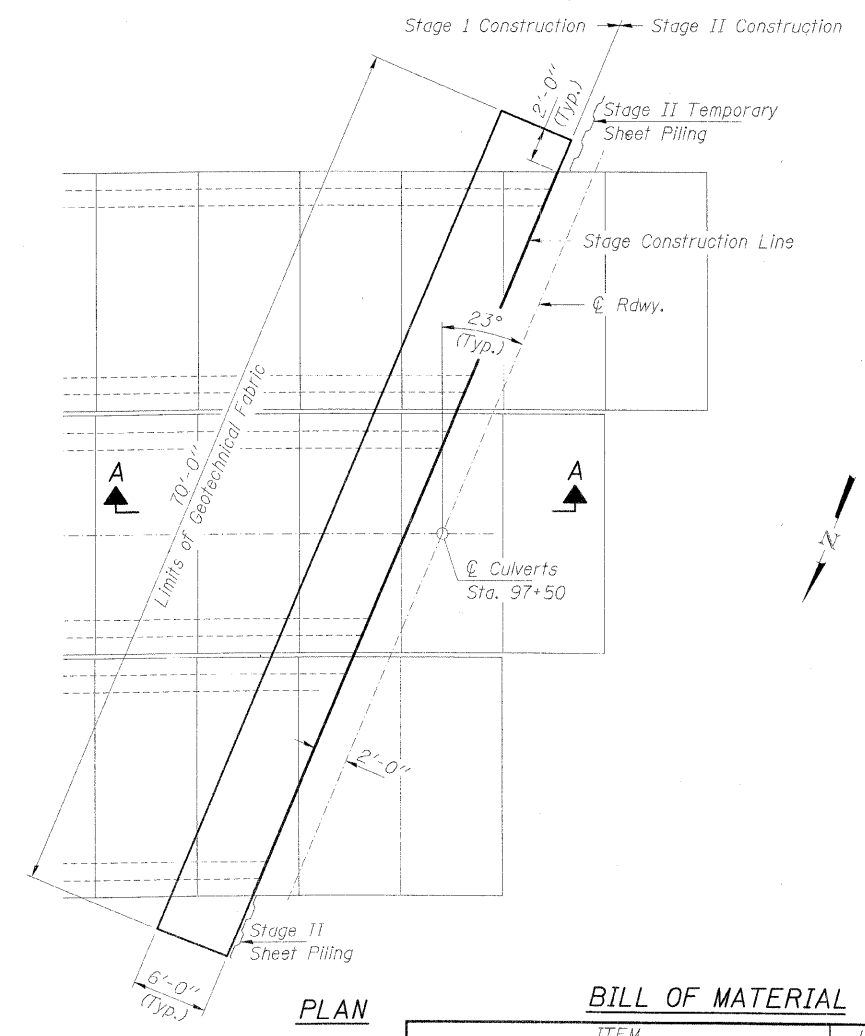 Stage I Construction
Stage II Construction
2'-0"
(Typ.)
Stage II Temporary
Sheet Piling
Stage Construction Line
℄ Rdwy.
23°
(Typ.)
70'-0"
Limits of Geotechnical Fabric
A
A
N
℄ Culverts
Sta. 97+50
2'-0"
Stage II
Sheet Piling
6'-0"
(Typ.)
PLAN
BILL OF MATERIAL
ITEM